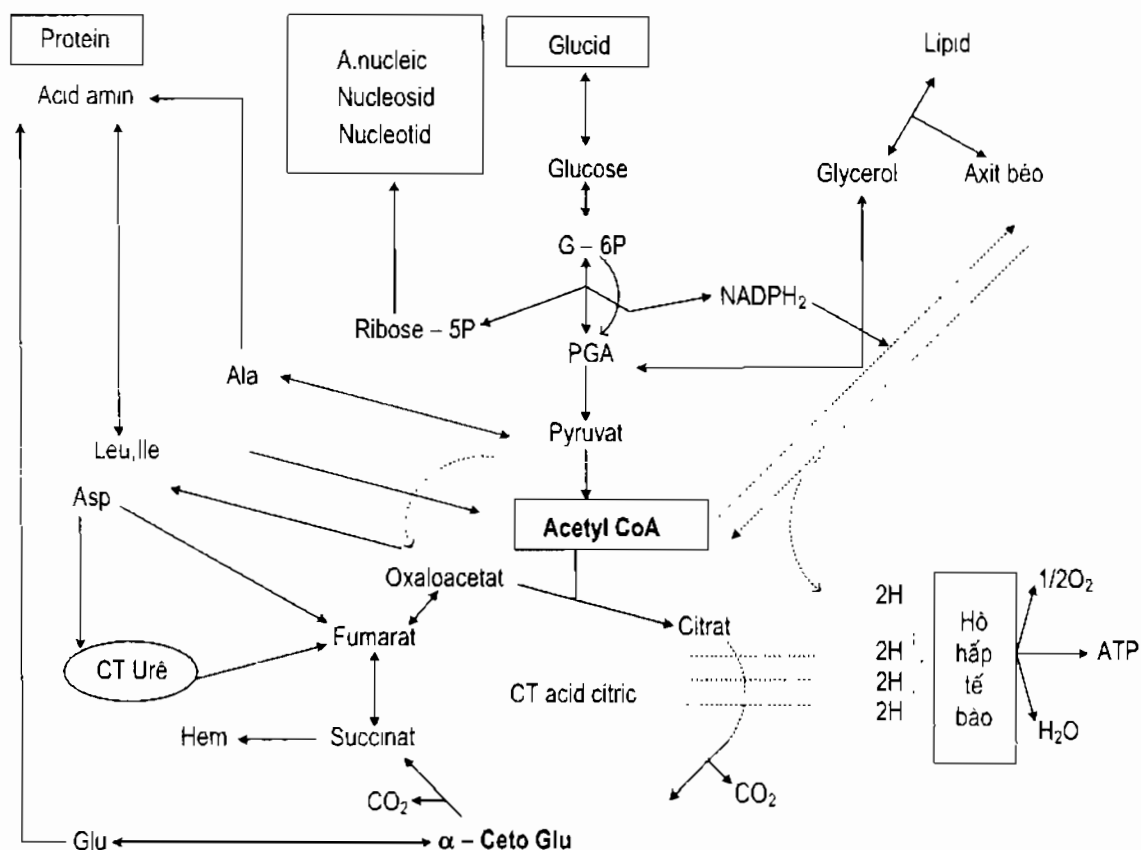 Protein
Acid amin
A.nucleic
Nucleosid
Nucleotid
Glucid
Lipid
Glucose
Glycerol
Axit béo
G – 6P
NADPH₂
Ribose – 5P
PGA
Ala
Pyruvat
Leu,Ile
Asp
Acetyl CoA
Oxaloacetat
Citrat
Fumarat
CT Urê
CT acid citric
2H
2H
2H
2H
Hô
hấp
tế
bào
1/2O₂
ATP
H₂O
Hem
Succinat
CO₂
CO₂
Glu
α – Ceto Glu